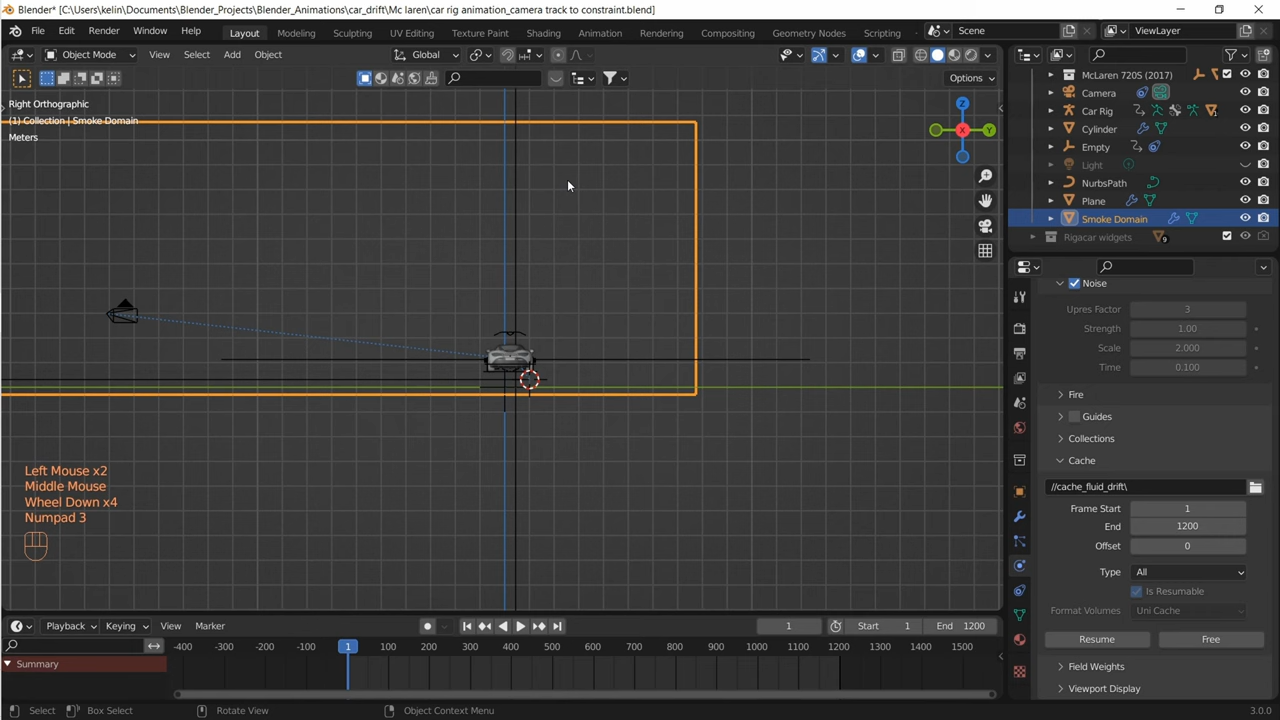 Blender* [C:\Users\kelin\Documents\Blender_Projects\Blender_Animations\car_drift\Mc laren\car rig animation_camera track to constraint.blend]
File Edit Render Window Help Layout Modeling Sculpting UV Editing Texture Paint Shading Animation Rendering Compositing Geometry Nodes Scripting Scene ViewLayer
Object Mode View Select Add Object Global
Options
Right Orthographic
(1) Collection | Smoke Domain
Meters
Z
Y
X
Left Mouse x2
Middle Mouse
Wheel Down x4
Numpad 3
McLaren 720S (2017)
Camera
Car Rig 1
Cylinder
Empty
Light
NurbsPath
Plane
Smoke Domain
Rigacar widgets 9
Noise
Upres Factor 3
Strength 1.00
Scale 2.000
Time 0.100
Fire
Guides
Collections
Cache
//cache_fluid_drift\
Frame Start 1
End 1200
Offset 0
Type All
Is Resumable
Format Volumes Uni Cache
Resume Free
Field Weights
Viewport Display
Playback Keying View Marker 1 Start 1 End 1200
-400 -300 -200 -100 1 100 200 300 400 500 600 700 800 900 1000 1100 1200 1300 1400 1500
Summary
Select Box Select Rotate View Object Context Menu 3.0.0